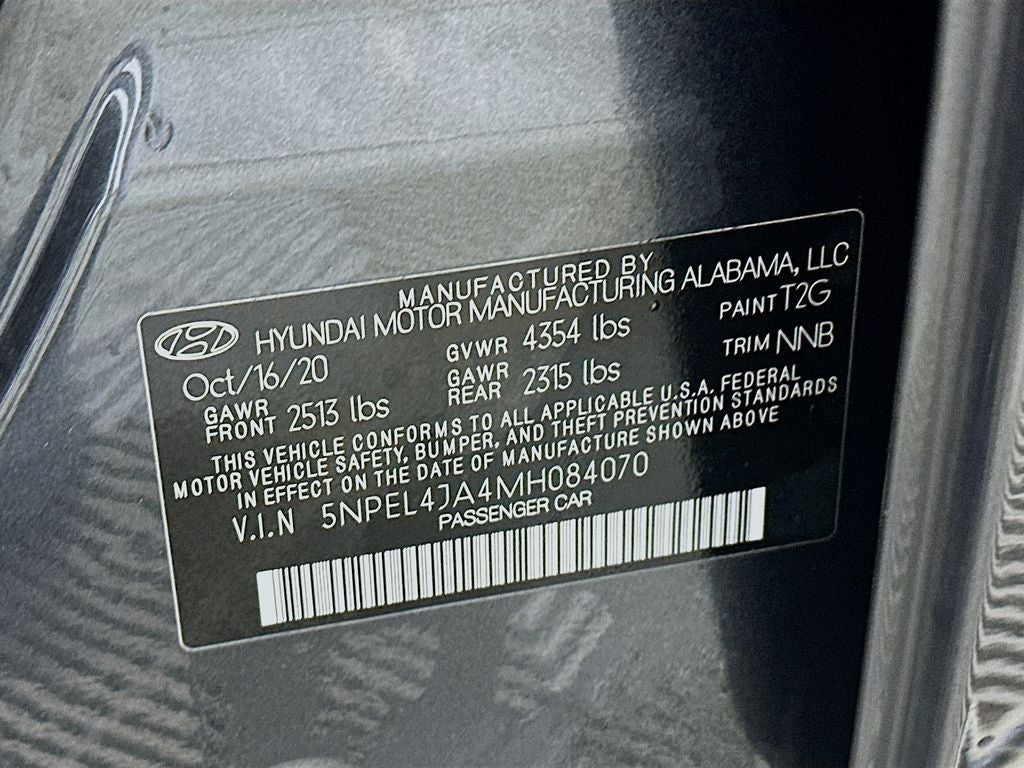 MANUFACTURED BY
HYUNDAI MOTOR MANUFACTURING ALABAMA, LLC
Oct/16/20 GVWR 4354 lbs PAINT T2G
GAWR FRONT 2513 lbs GAWR REAR 2315 lbs TRIM NNB
THIS VEHICLE CONFORMS TO ALL APPLICABLE U.S.A. FEDERAL
MOTOR VEHICLE SAFETY, BUMPER, AND THEFT PREVENTION STANDARDS
IN EFFECT ON THE DATE OF MANUFACTURE SHOWN ABOVE
V.I.N 5NPEL4JA4MH084070
PASSENGER CAR